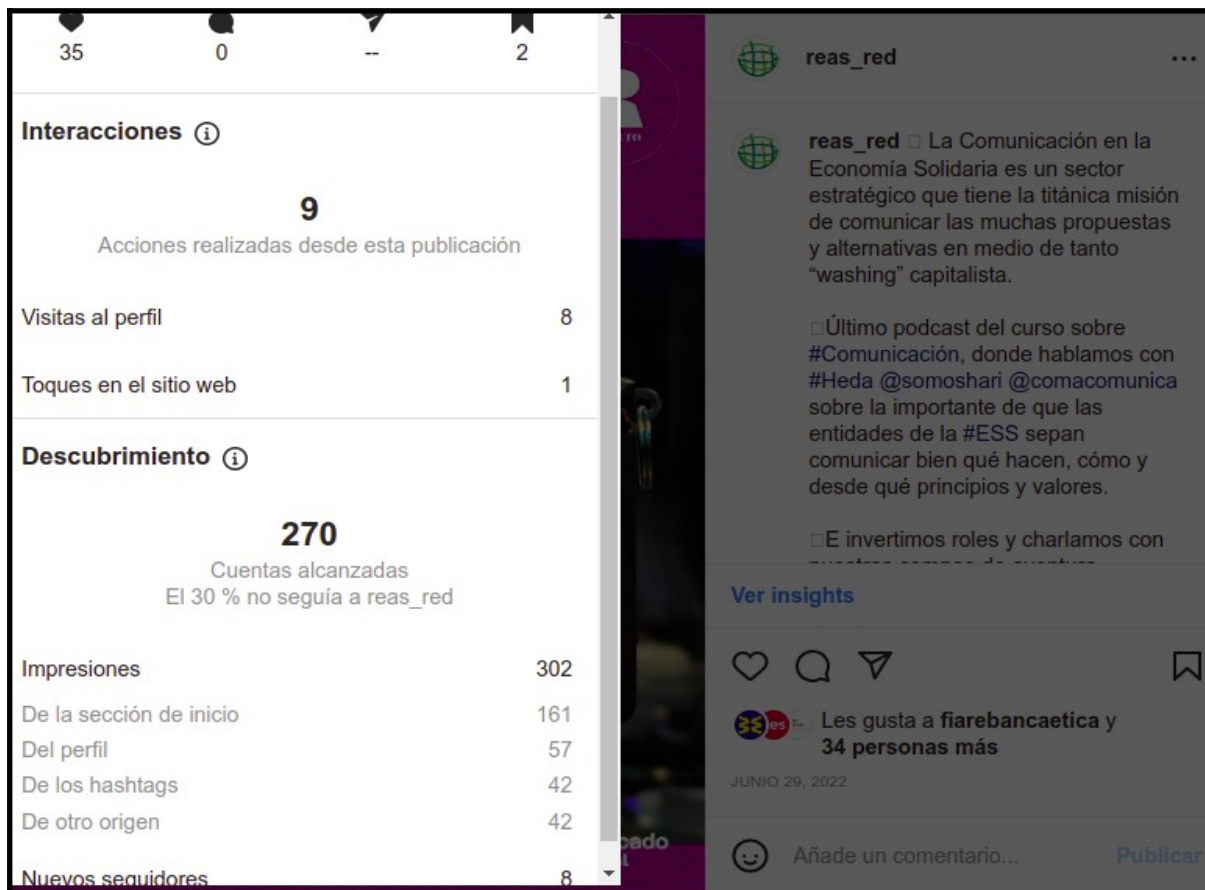 35 0 -- 2
Interacciones
9
Acciones realizadas desde esta publicación
Visitas al perfil 8
Toques en el sitio web 1
Descubrimiento
270
Cuentas alcanzadas
El 30 % no seguía a reas_red
Impresiones 302
De la sección de inicio 161
Del perfil 57
De los hashtags 42
De otro origen 42
Nuevos seguidores 8
reas_red
reas_red La Comunicación en la
Economía Solidaria es un sector
estratégico que tiene la titánica misión
de comunicar las muchas propuestas
y alternativas en medio de tanto
“washing” capitalista.
Último podcast del curso sobre
#Comunicación, donde hablamos con
#Heda @somoshari @comacomunica
sobre la importante de que las
entidades de la #ESS sepan
comunicar bien qué hacen, cómo y
desde qué principios y valores.
E invertimos roles y charlamos con
Ver insights
es
Les gusta a fiarebancaetica y
34 personas más
JUNIO 29, 2022
Añade un comentario... Publicar